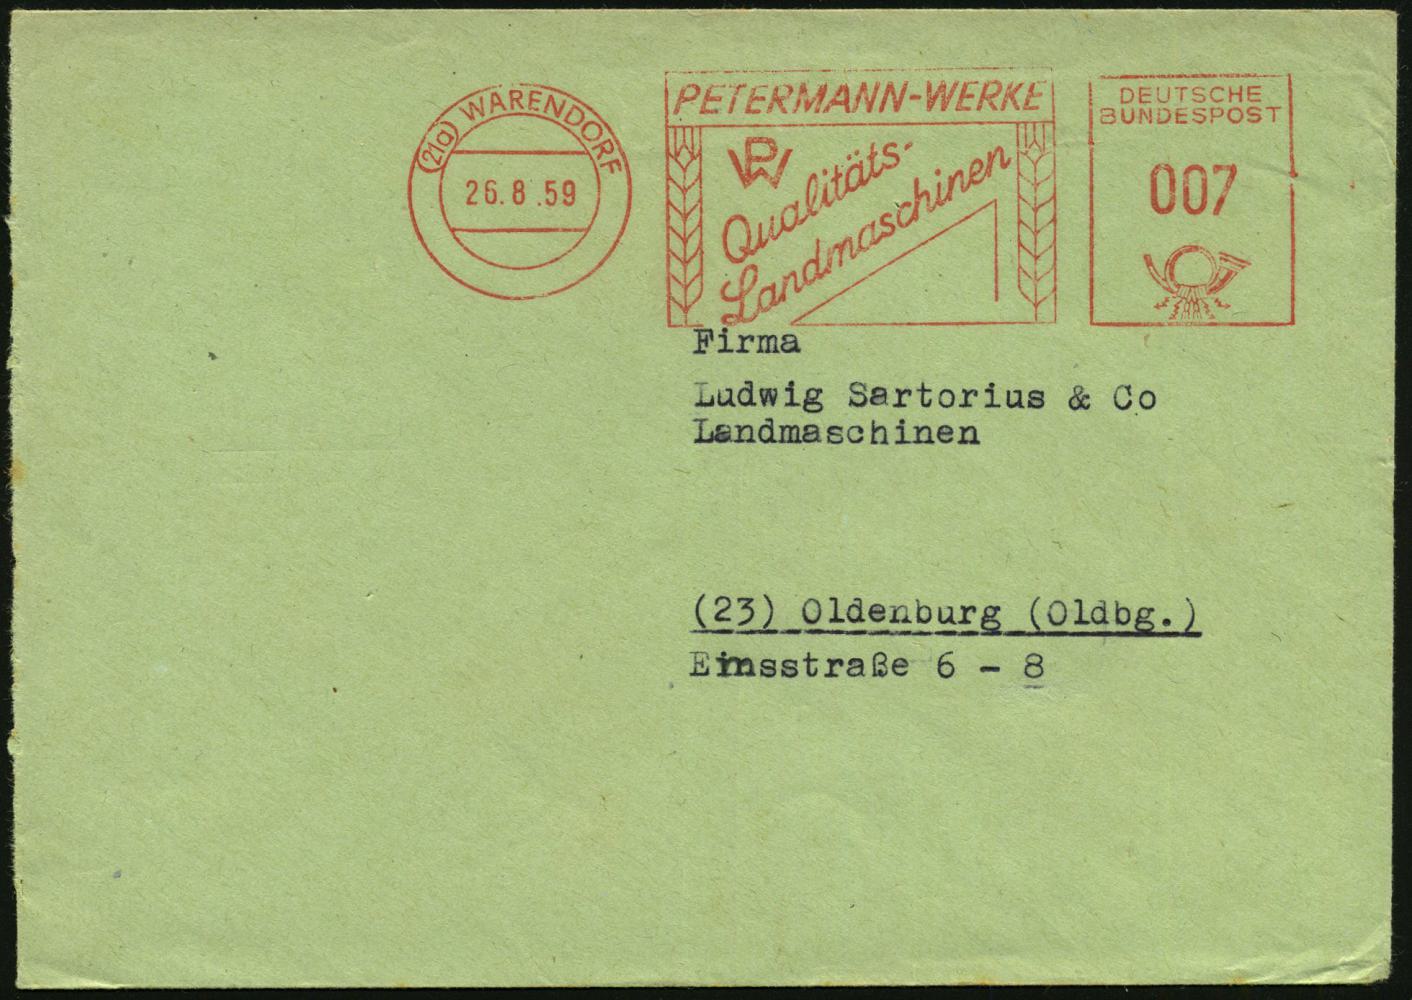 (21a) WARENDORF
26.8.59
PETERMANN-WERKE
PW
Qualitäts-
Landmaschinen
DEUTSCHE
BUNDESPOST
007
Firma
Ludwig Sartorius & Co
Landmaschinen
(23) Oldenburg (Oldbg.)
Emsstraße 6 - 8